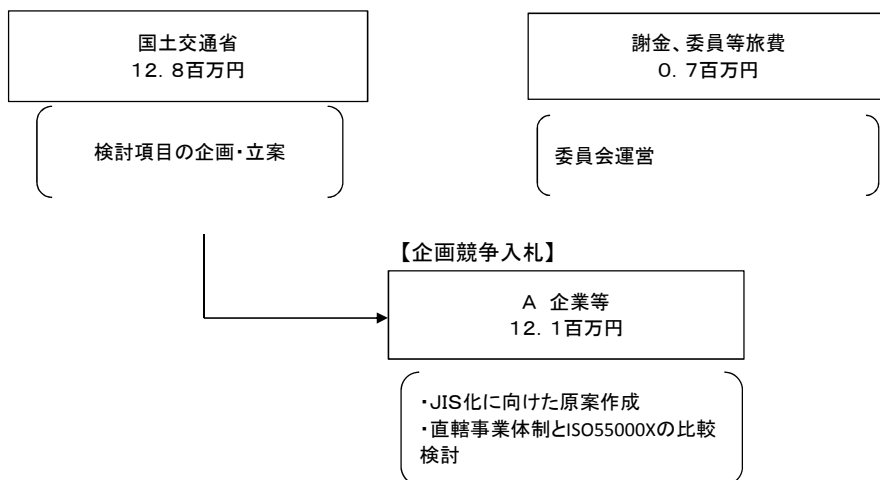 国土交通省
１２．８百万円
謝金、委員等旅費
０．７百万円
検討項目の企画・立案
委員会運営
【企画競争入札】
Ａ　企業等
１２．１百万円
・JIS化に向けた原案作成
・直轄事業体制とISO55000Xの比較
検討